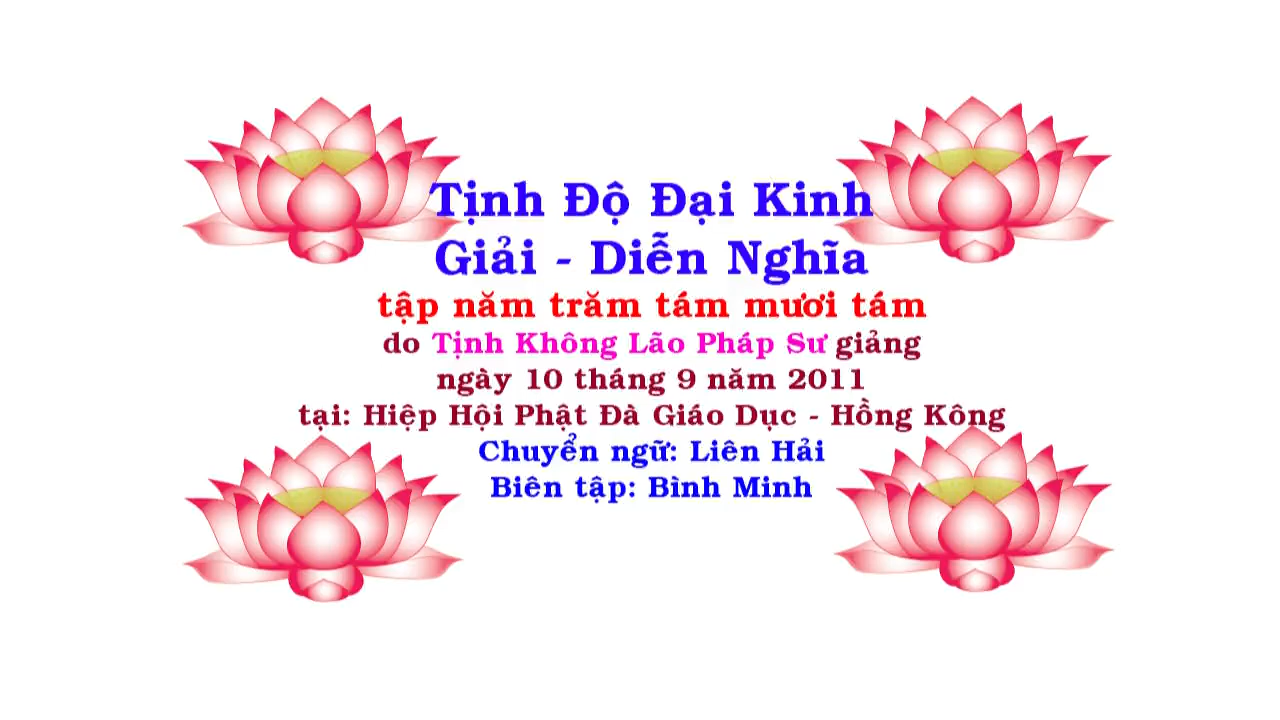 Tịnh Độ Đại Kinh
Giải - Diễn Nghĩa
tập năm trăm tám mươi tám
do Tịnh Không Lão Pháp Sư giảng
ngày 10 tháng 9 năm 2011
tại: Hiệp Hội Phật Đà Giáo Dục - Hồng Kông
Chuyển ngữ: Liên Hải
Biên tập: Bình Minh